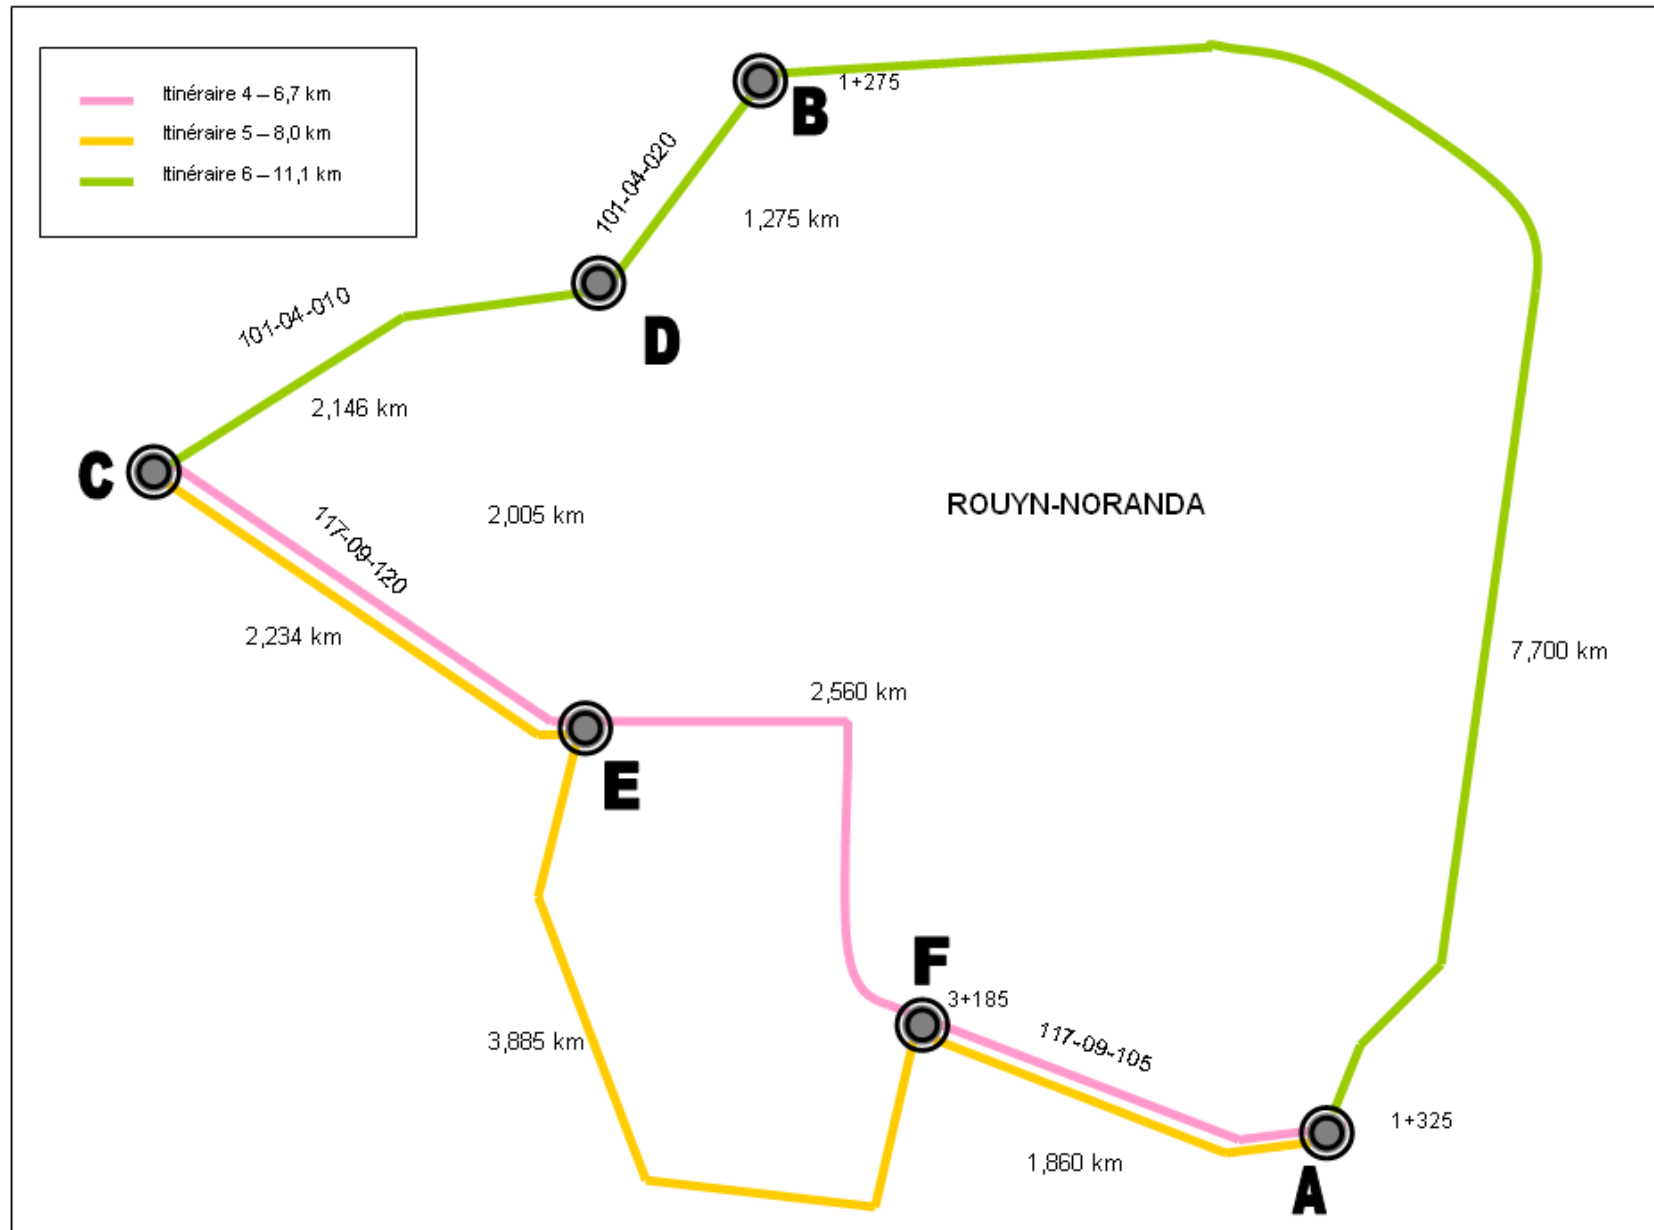 Itinéraire 4 – 6,7 km
Itinéraire 5 – 8,0 km
Itinéraire 6 – 11,1 km
1+275
B
101-04-020
1,275 km
D
101-04-010
2,146 km
C
117-09-120
2,005 km
ROUYN-NORANDA
2,234 km
7,700 km
2,560 km
E
F
3+185
117-09-105
3,885 km
1+325
1,860 km
A